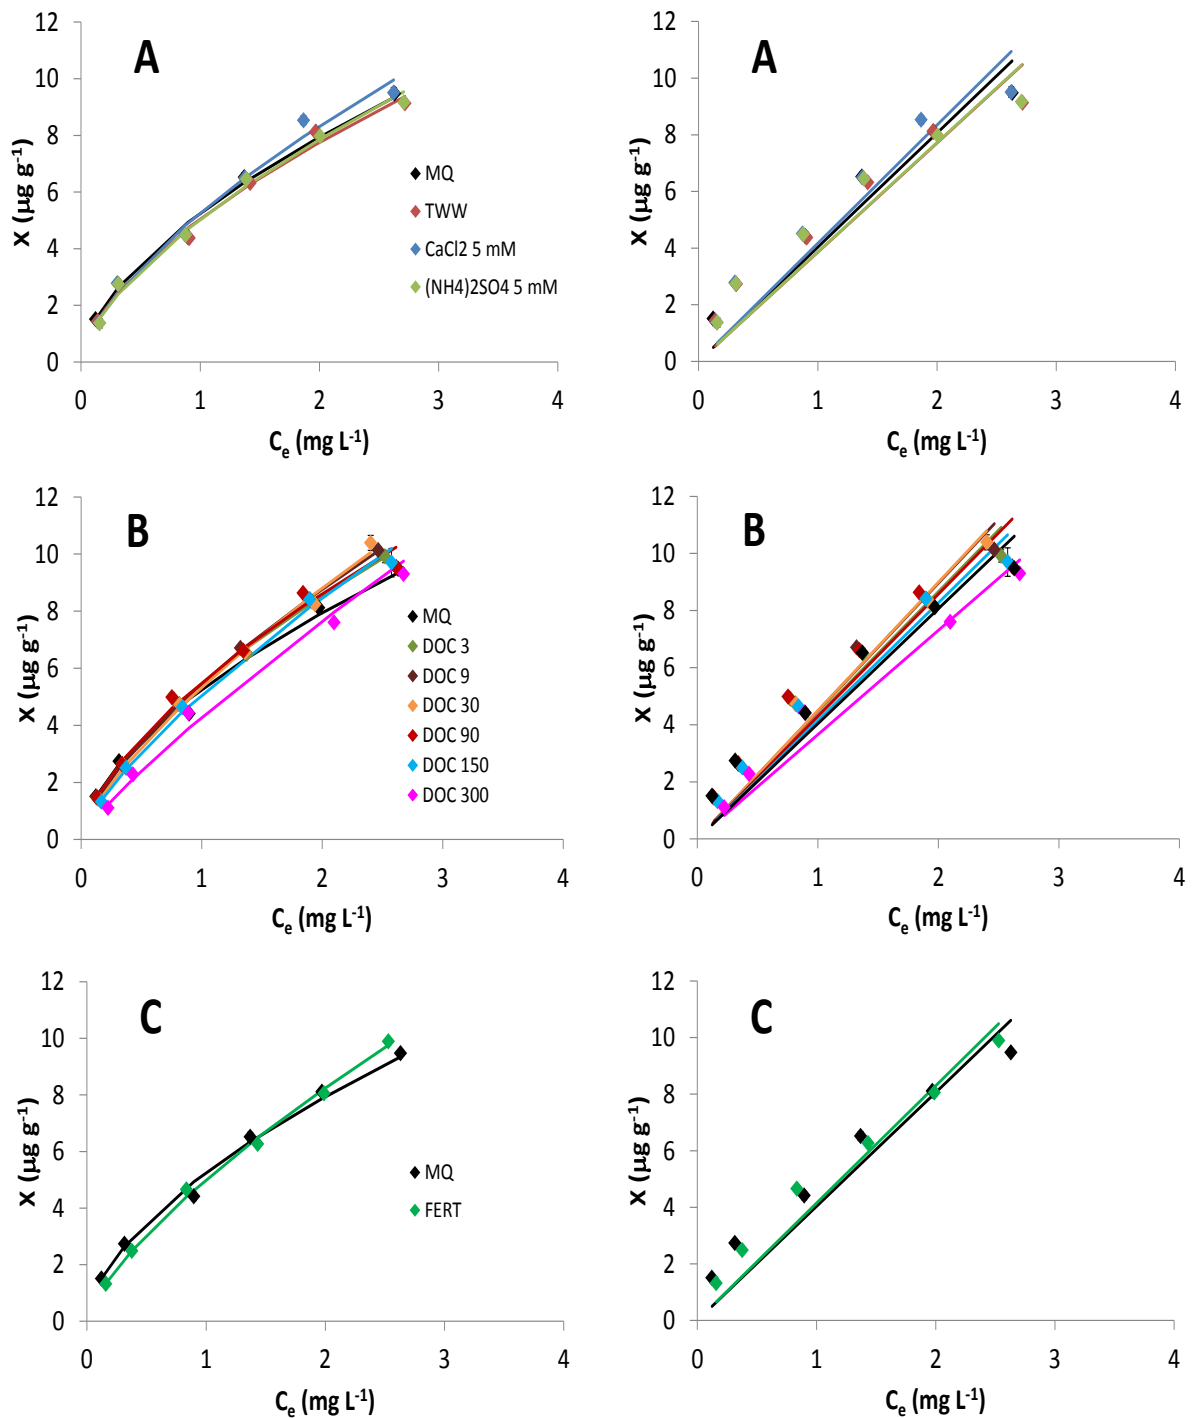 12
10
8
6
4
2
0
X (µg g⁻¹)
A
MQ
TWW
CaCl2 5 mM
(NH4)2SO4 5 mM
0 1 2 3 4
Cₑ (mg L⁻¹)
12
10
8
6
4
2
0
X (µg g⁻¹)
A
0 1 2 3 4
Cₑ (mg L⁻¹)
12
10
8
6
4
2
0
X (µg g⁻¹)
B
MQ
DOC 3
DOC 9
DOC 30
DOC 90
DOC 150
DOC 300
0 1 2 3 4
Cₑ (mg L⁻¹)
12
10
8
6
4
2
0
X (µg g⁻¹)
B
0 1 2 3 4
Cₑ (mg L⁻¹)
12
10
8
6
4
2
0
X (µg g⁻¹)
C
MQ
FERT
0 1 2 3 4
Cₑ (mg L⁻¹)
12
10
8
6
4
2
0
X (µg g⁻¹)
C
0 1 2 3 4
Cₑ (mg L⁻¹)